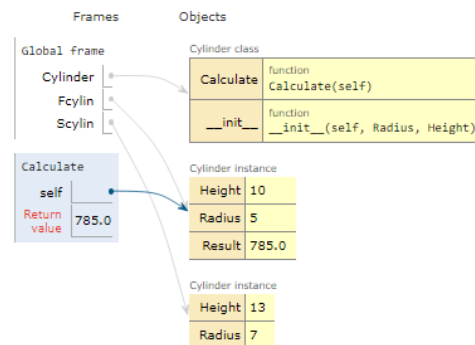 Frames Objects
Global frame
Cylinder
Fcylin
Scylin
Calculate
self
Return value 785.0
Cylinder class
Calculate function
Calculate(self)
__init__ function
__init__(self, Radius, Height)
Cylinder instance
Height 10
Radius 5
Result 785.0
Cylinder instance
Height 13
Radius 7